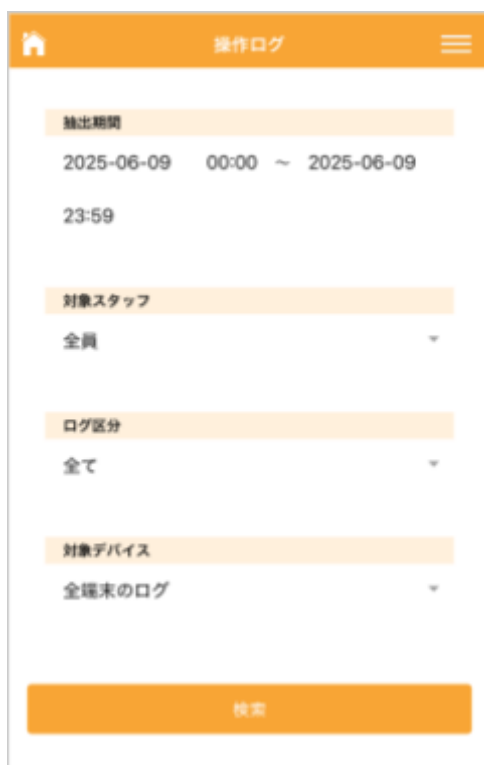 操作ログ
抽出期間
2025-06-09 00:00 ~ 2025-06-09
23:59
対象スタッフ
全員
ログ区分
全て
対象デバイス
全端末のログ
検索